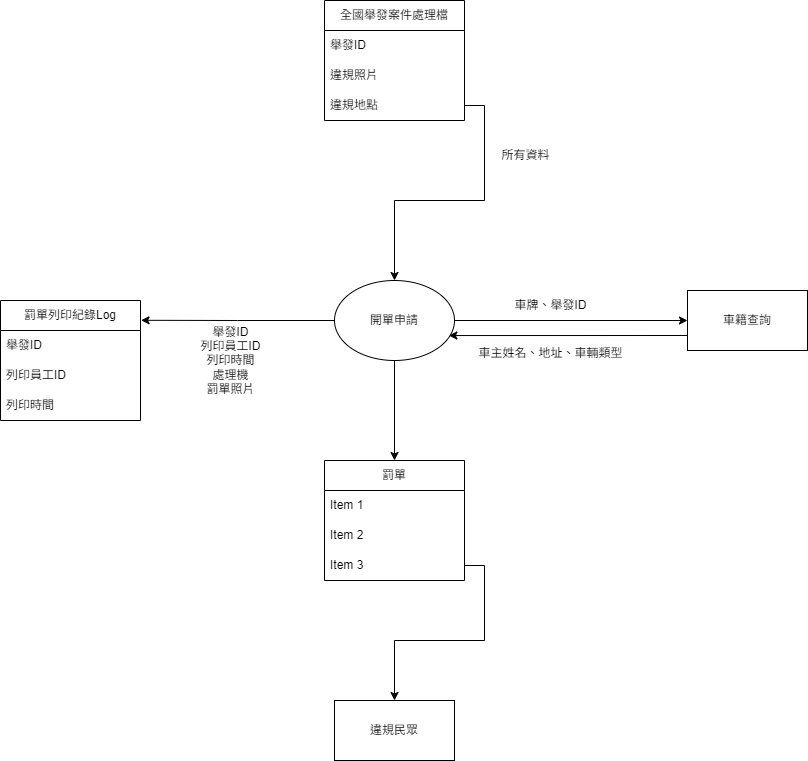 全國舉發案件處理檔
舉發ID
違規照片
違規地點
所有資料
開單申請
車牌、舉發ID
車籍查詢
車主姓名、地址、車輛類型
罰單列印紀錄Log
舉發ID
列印員工ID
列印時間
舉發ID
列印員工ID
列印時間
處理機
罰單照片
罰單
Item 1
Item 2
Item 3
違規民眾